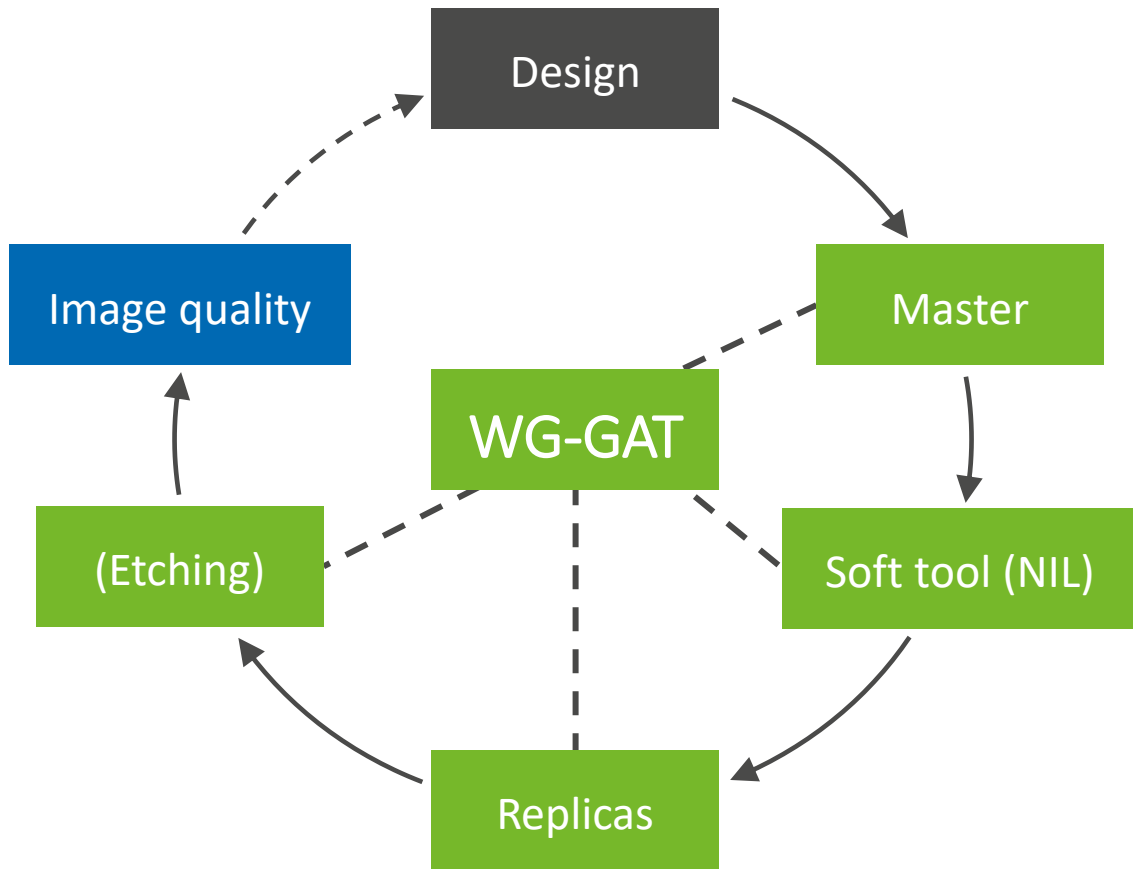 Design
Image quality
Master
WG-GAT
(Etching)
Soft tool (NIL)
Replicas